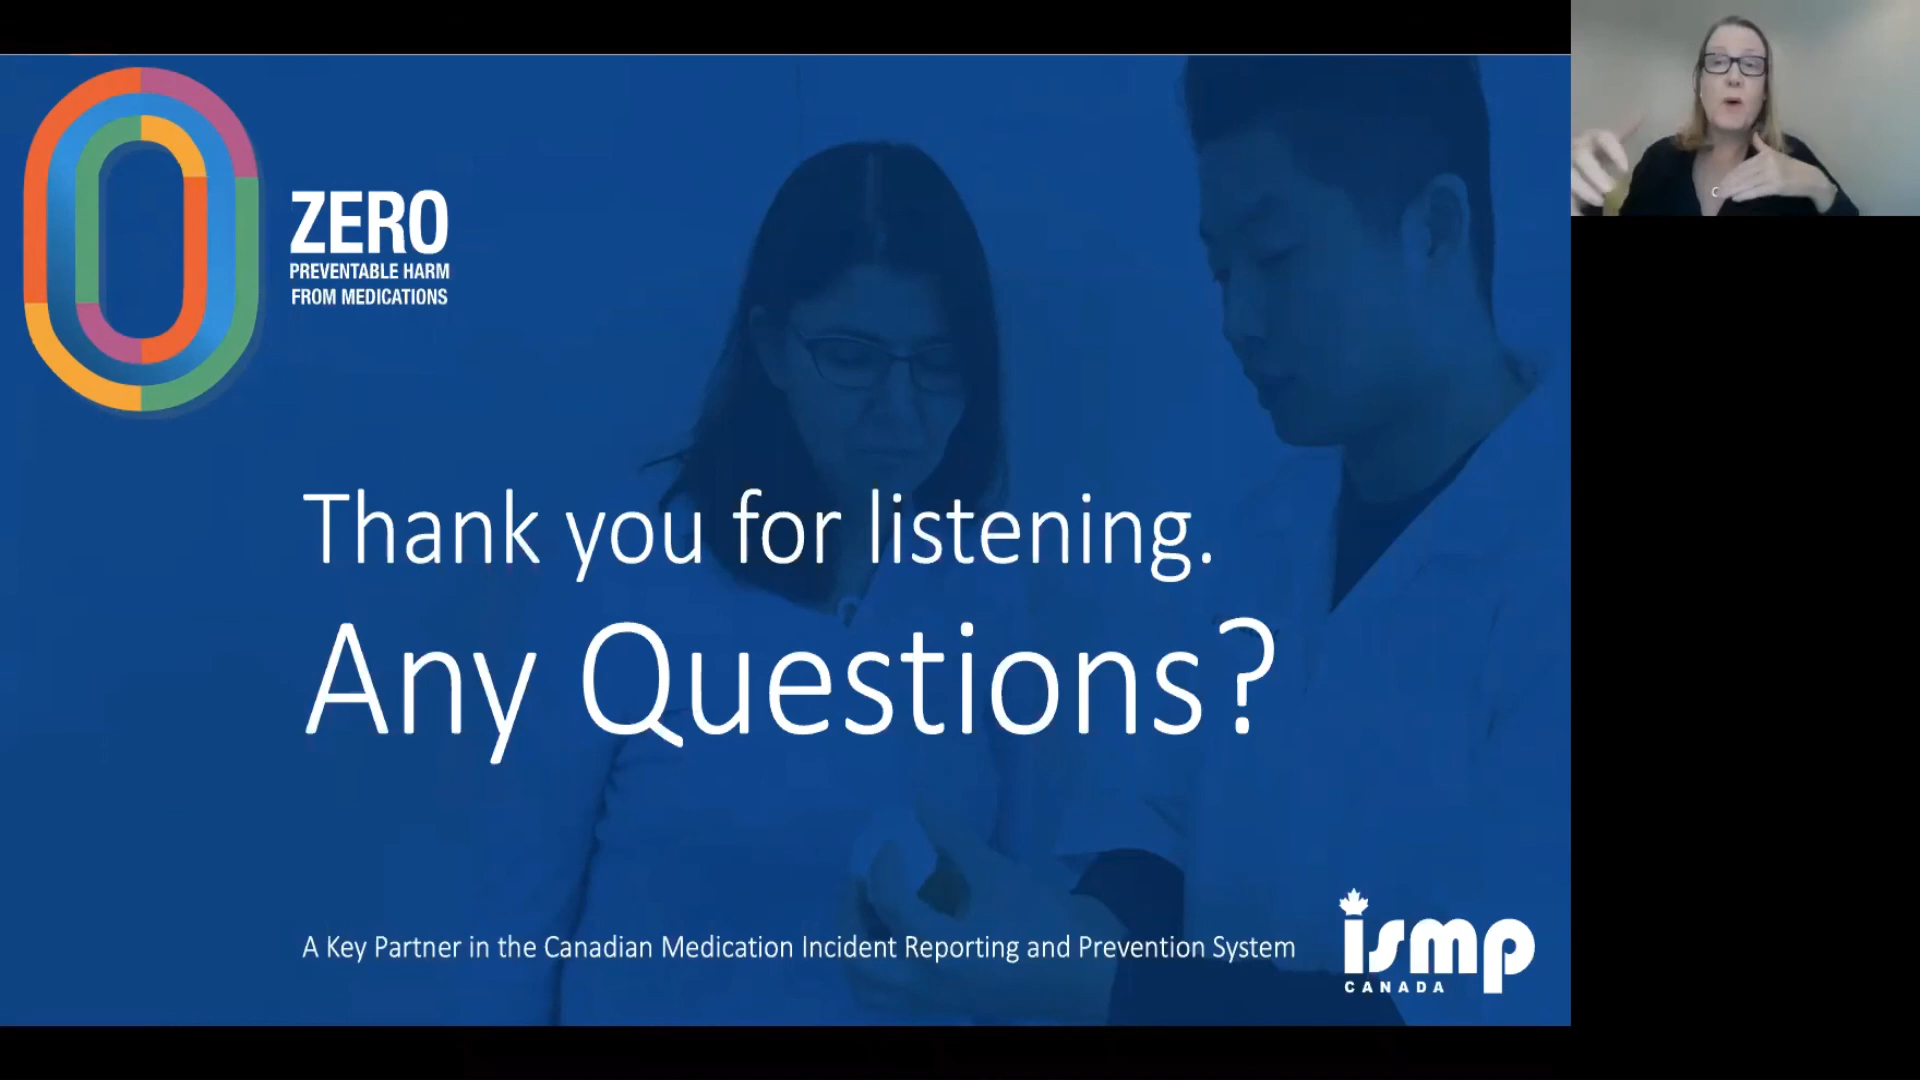 ZERO
PREVENTABLE HARM
FROM MEDICATIONS
Thank you for listening.
Any Questions?
A Key Partner in the Canadian Medication Incident Reporting and Prevention System
ismp
CANADA